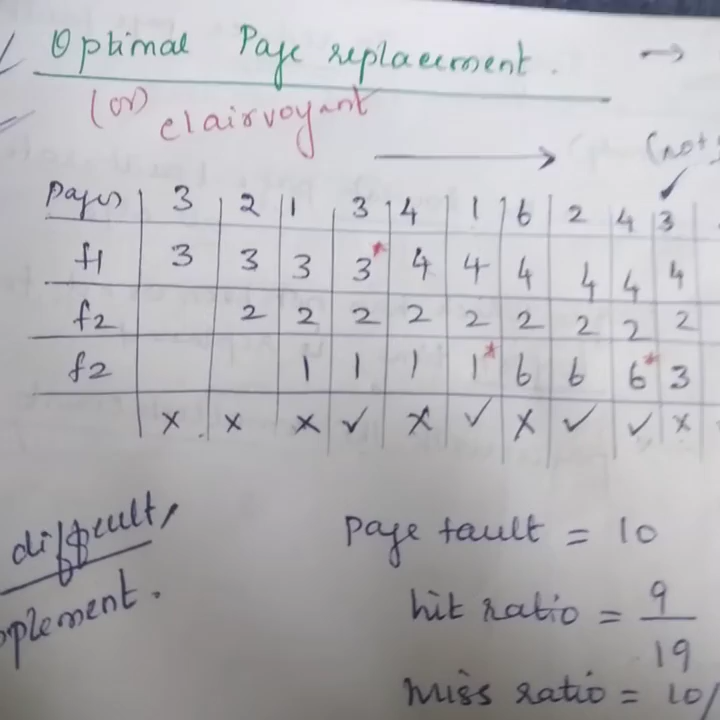 Optimal Page replacement. →
(or) clairvoyant
(not
Pages 3 2 1 3 4 1 6 2 4 3
f1 3 3 3 3* 4 4 4 4 4 4
f2 2 2 2 2 2 2 2 2 2
f2 1 1 1 1* 6 6 6* 3
x x x ✓ x ✓ x ✓ ✓ x
difficult,
Page fault = 10
plement.
hit ratio = 9/19
miss ratio = 10/